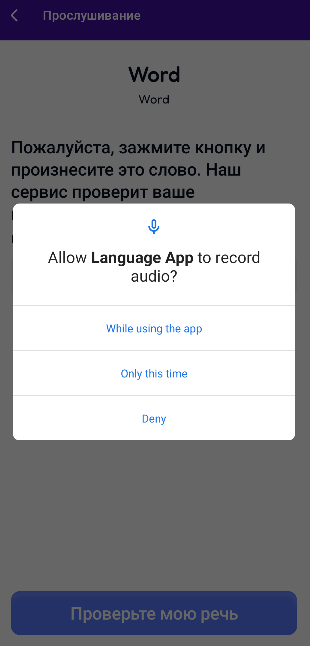 Прослушивание
Word
Word
Пожалуйста, зажмите кнопку и
произнесите это слово. Наш
сервис проверит ваше
Allow Language App to record
audio?
While using the app
Only this time
Deny
Проверьте мою речь